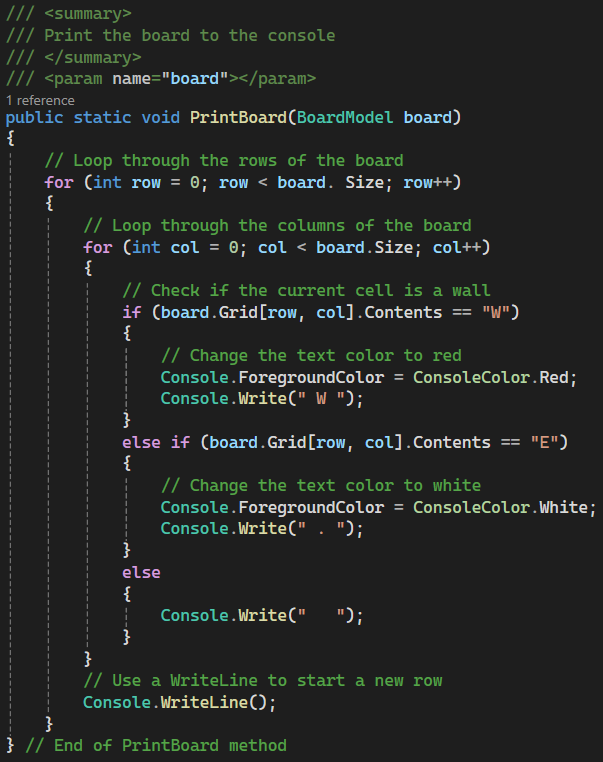 /// <summary>
/// Print the board to the console
/// </summary>
/// <param name="board"></param>
1 reference
public static void PrintBoard(BoardModel board)
{
    // Loop through the rows of the board
    for (int row = 0; row < board. Size; row++)
    {
        // Loop through the columns of the board
        for (int col = 0; col < board.Size; col++)
        {
            // Check if the current cell is a wall
            if (board.Grid[row, col].Contents == "W")
            {
                // Change the text color to red
                Console.ForegroundColor = ConsoleColor.Red;
                Console.Write(" W ");
            }
            else if (board.Grid[row, col].Contents == "E")
            {
                // Change the text color to white
                Console.ForegroundColor = ConsoleColor.White;
                Console.Write(" . ");
            }
            else
            {
                Console.Write("   ");
            }
        }
        // Use a WriteLine to start a new row
        Console.WriteLine();
    }
} // End of PrintBoard method